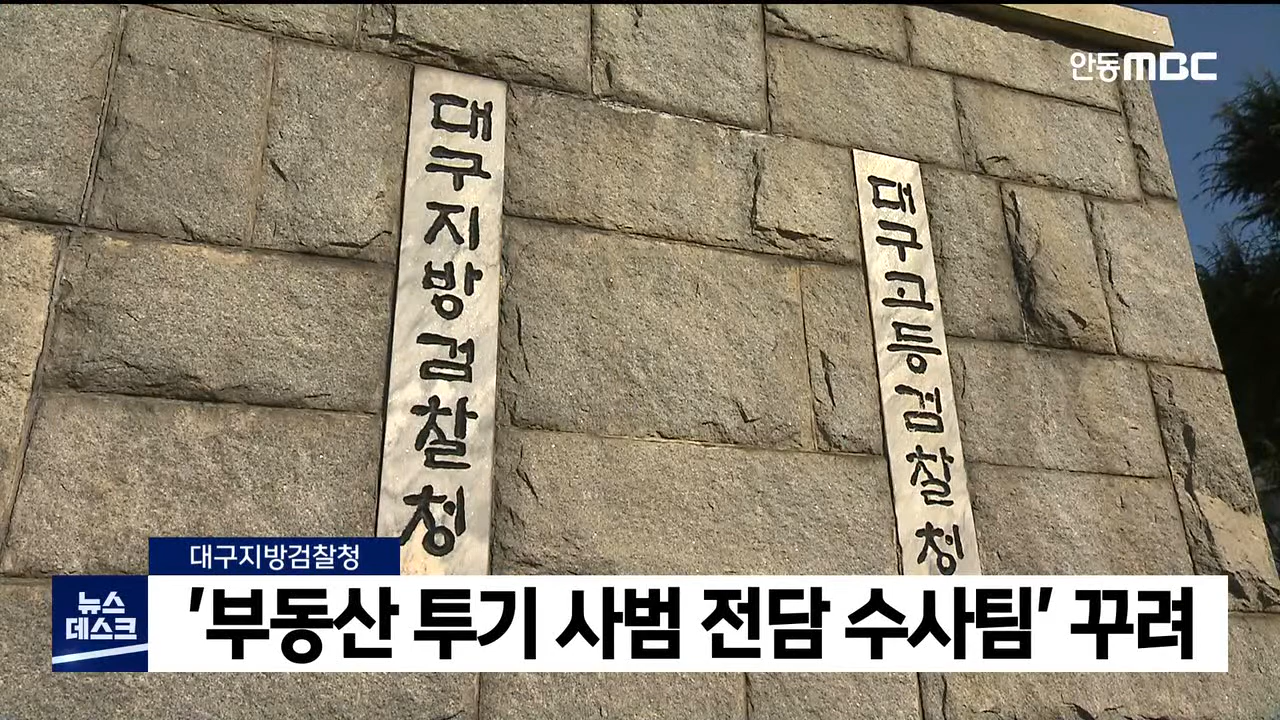 안동MBC
대구지방검찰청
대구고등검찰청
대구지방검찰청
뉴스
데스크
'부동산 투기 사범 전담 수사팀' 꾸려